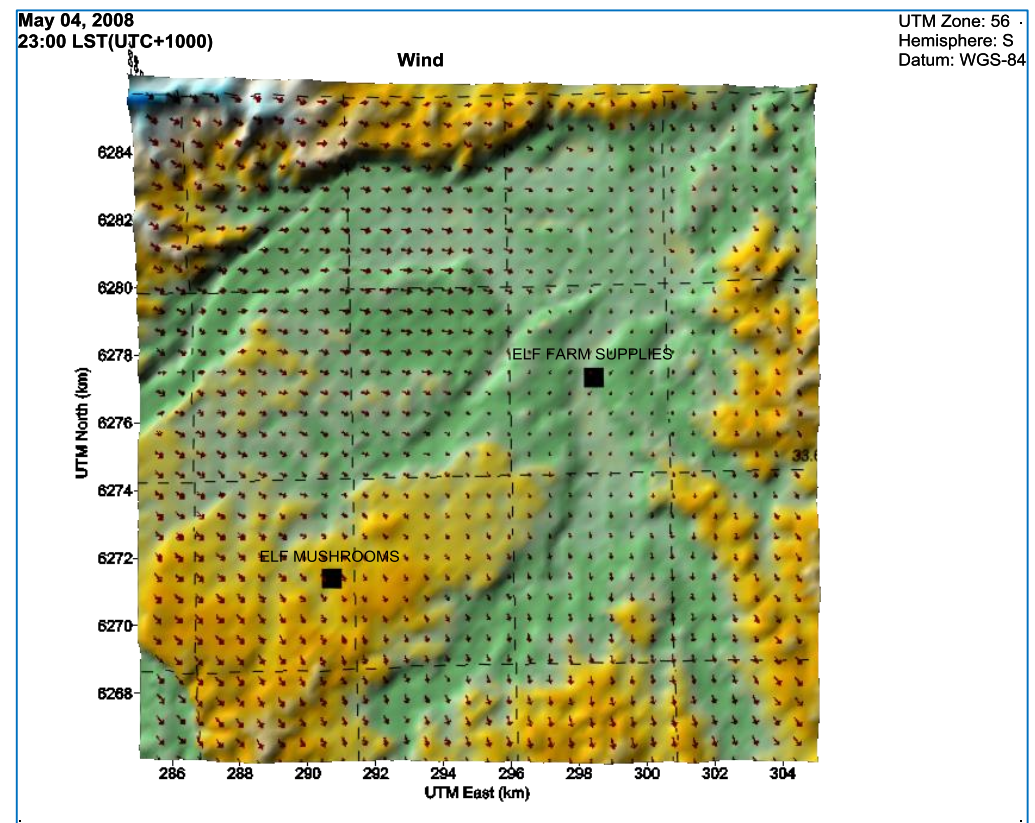 May 04, 2008
23:00 LST(UTC+1000)
Wind
UTM Zone: 56
Hemisphere: S
Datum: WGS-84
6284
6282
6280
6278
6276
6274
6272
6270
6268
UTM North (km)
ELF FARM SUPPLIES
33.6
ELF MUSHROOMS
286 288 290 292 294 296 298 300 302 304
UTM East (km)